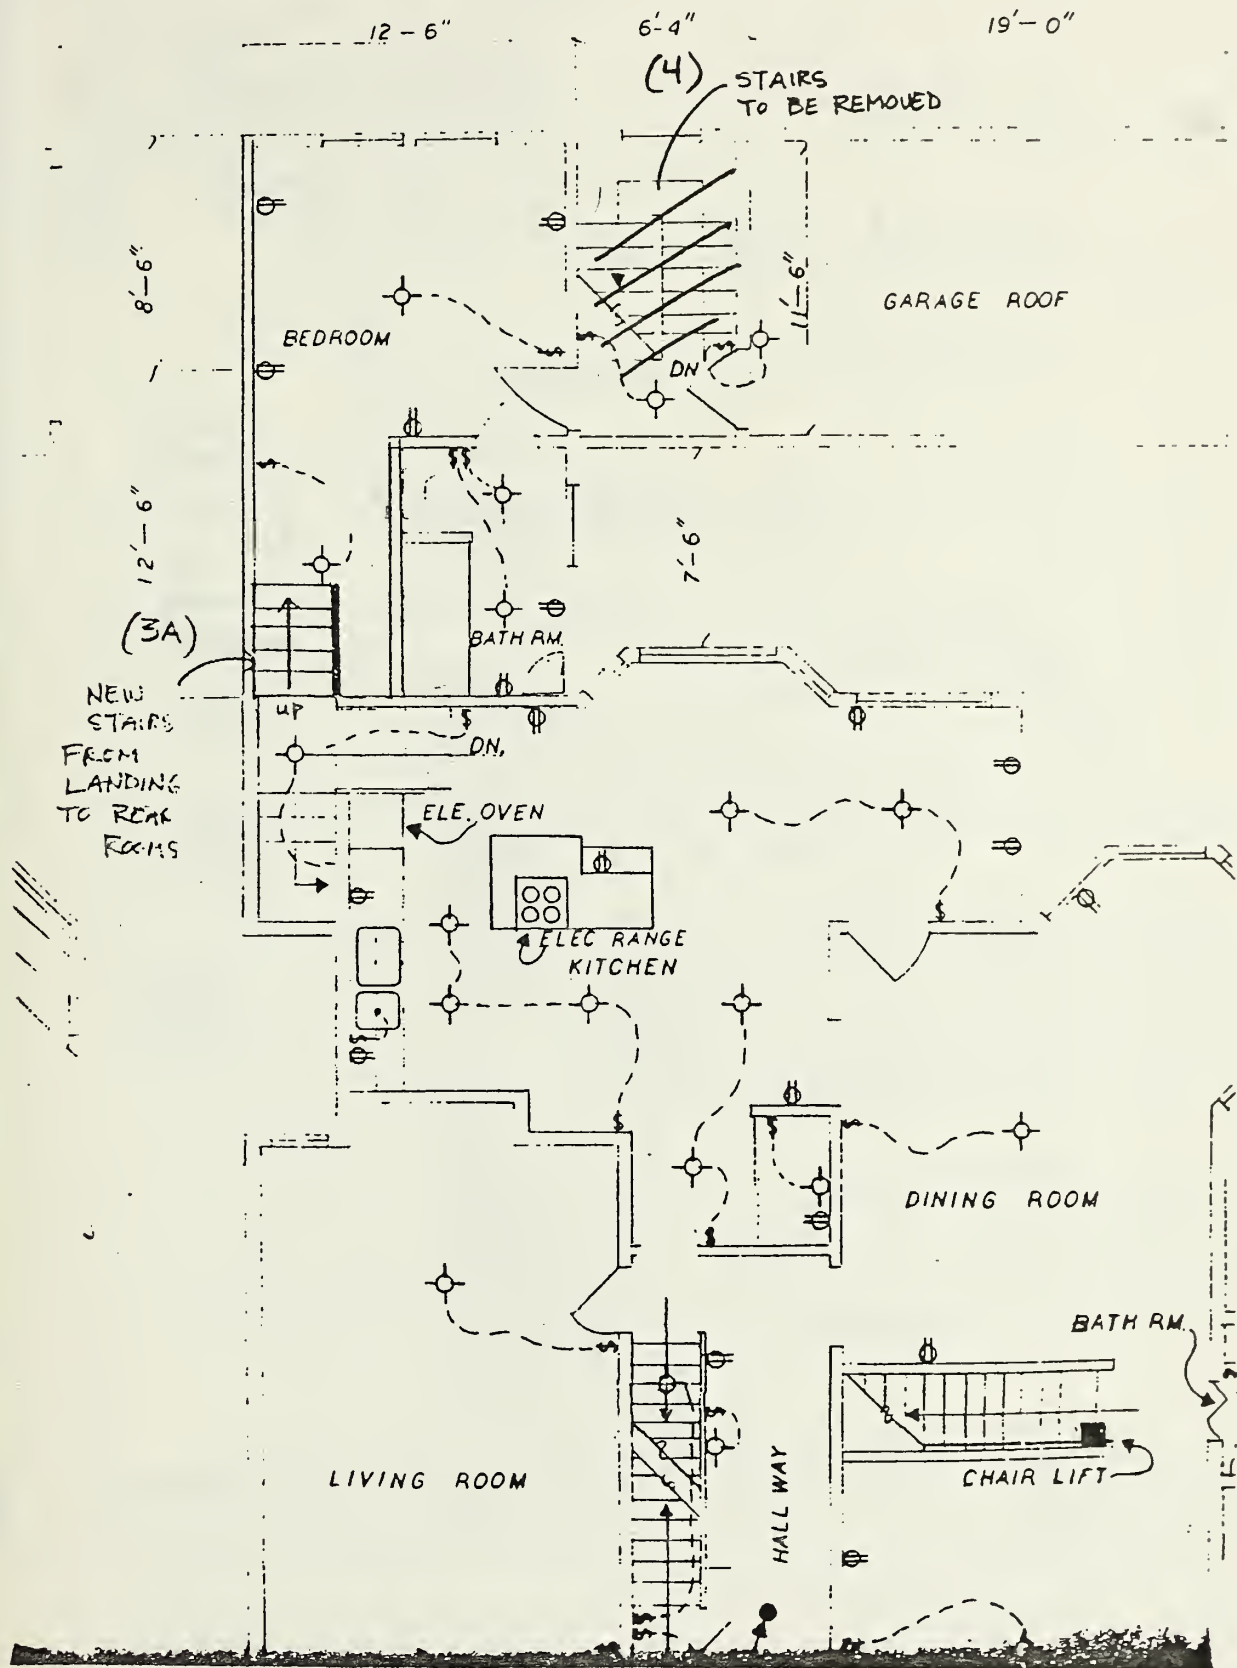 12-6"
6'-4"
19'-0"
(4)
STAIRS
TO BE REMOVED
8'-6"
11'-6"
GARAGE ROOF
BEDROOM
DN
12'-6"
7'-6"
(3A)
BATH RM.
NEW
STAIRS
FROM
LANDING
TO REAR
ROOMS
UP
DN.
ELE. OVEN
ELEC RANGE
KITCHEN
DINING ROOM
BATH RM.
LIVING ROOM
HALLWAY
CHAIR LIFT